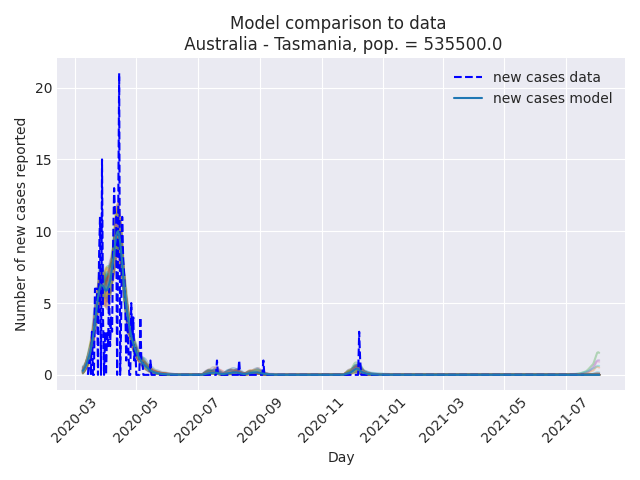 Model comparison to data
Australia - Tasmania, pop. = 535500.0
new cases data
new cases model
Number of new cases reported
20
15
10
5
0
2020-03
2020-05
2020-07
2020-09
2020-11
2021-01
2021-03
2021-05
2021-07
Day